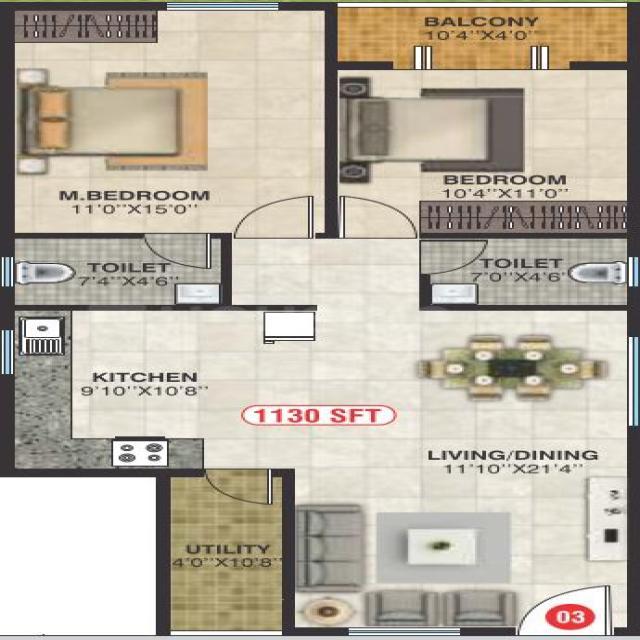 BALCONY
10'4"X4'0"
M.BEDROOM
11'0"X15'0"
BEDROOM
10'4"X11'0"
TOILET
7'4"X4'6"
TOILET
7'0"X4'6'
KITCHEN
9'10"X10'8"
1130 SFT
LIVING/DINING
11'10"X21'4"
UTILITY
4'0"X10'8"
03